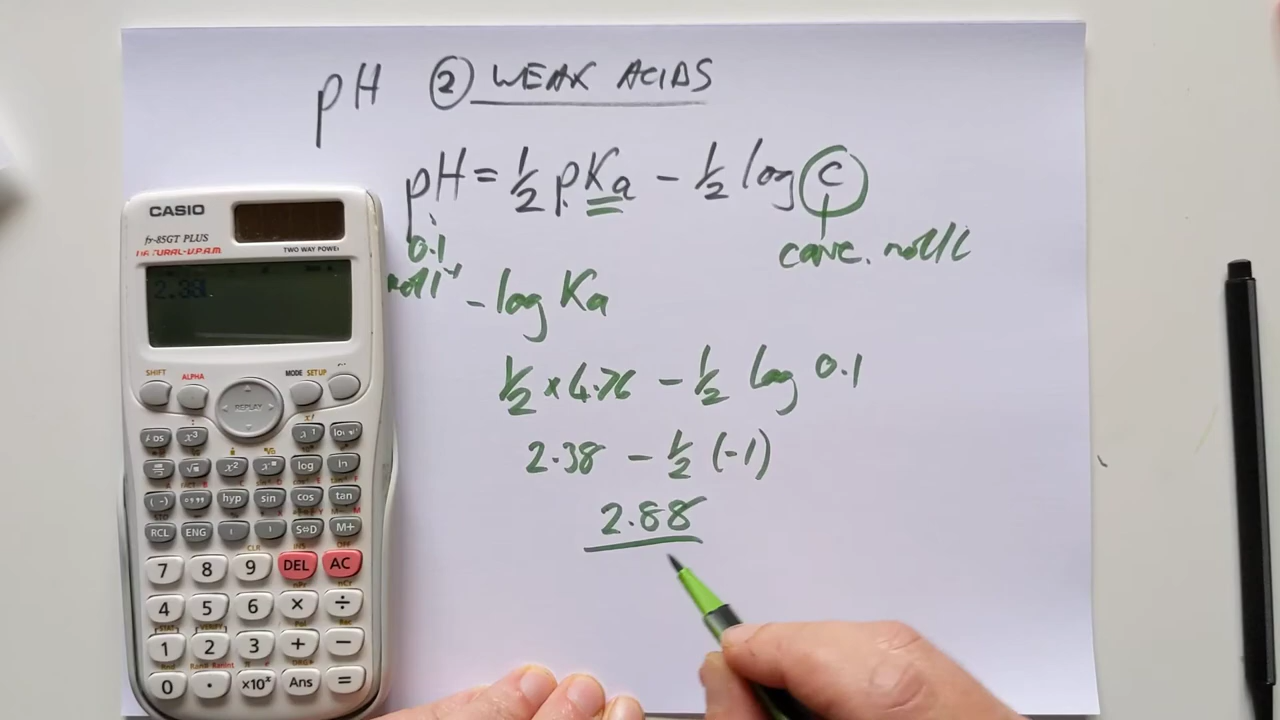 pH ② WEAK ACIDS
pH = ½ pKa − ½ log c
0.1
conc. mol/L
mol l⁻¹
− log Ka
½ × 4.76 − ½ log 0.1
2.38 − ½ (-1)
2.88
CASIO
fx-85GT PLUS
NATURAL-V.P.A.M.
TWO WAY POWER
2.38
SHIFT ALPHA MODE SETUP
REPLAY
x³
x² log ln
(-) hyp sin cos tan
RCL ENG S⇔D M+
7 8 9 DEL AC
4 5 6 × ÷
1 2 3 + −
0 • ×10ˣ Ans =